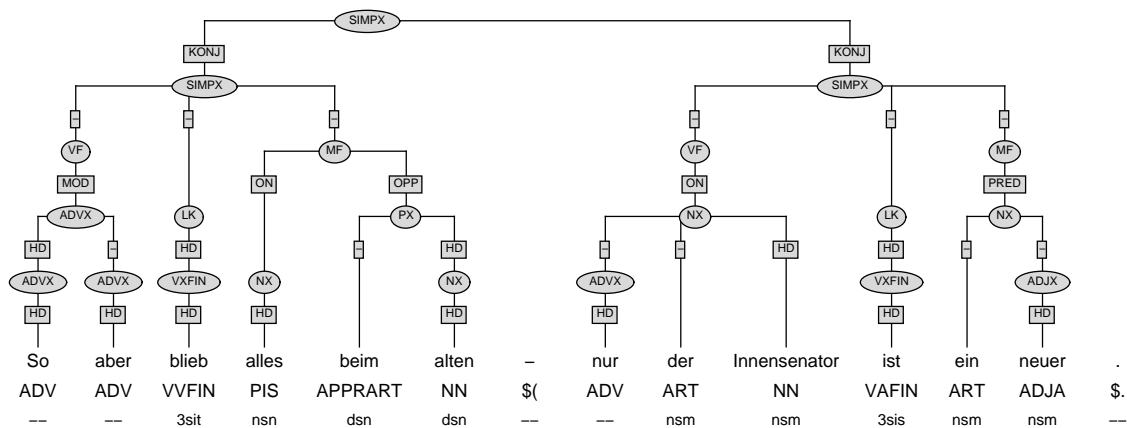 SIMPX
KONJ KONJ
SIMPX SIMPX
– – – – – –
VF MF VF MF
MOD ON OPP ON PRED
ADVX LK PX NX LK NX
HD – HD – HD – – HD HD – –
ADVX ADVX VXFIN NX NX ADVX VXFIN ADJX
HD HD HD HD HD HD HD HD
So aber blieb alles beim alten – nur der Innensenator ist ein neuer .
ADV ADV VVFIN PIS APPRART NN $( ADV ART NN VAFIN ART ADJA $.
–– –– 3sit nsn dsn dsn –– –– nsm nsm 3sis nsm nsm ––